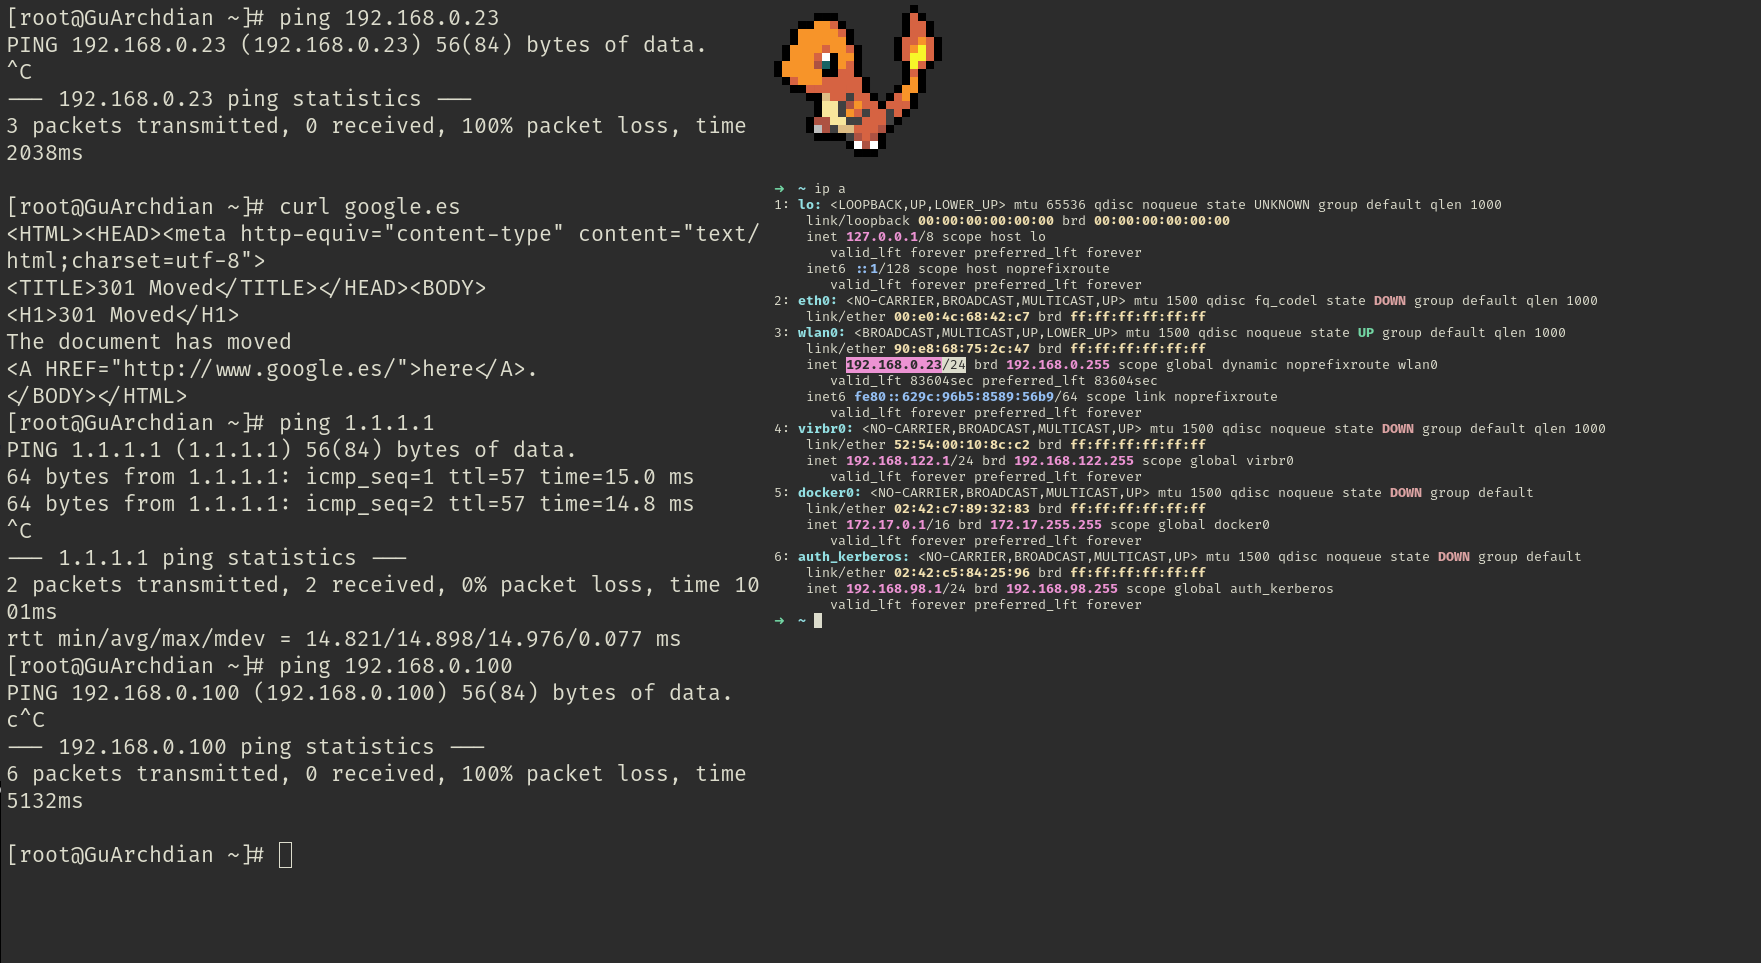 [root@GuArchdian ~]# ping 192.168.0.23
PING 192.168.0.23 (192.168.0.23) 56(84) bytes of data.
^C
--- 192.168.0.23 ping statistics ---
3 packets transmitted, 0 received, 100% packet loss, time
2038ms

[root@GuArchdian ~]# curl google.es
<HTML><HEAD><meta http-equiv="content-type" content="text/
html;charset=utf-8">
<TITLE>301 Moved</TITLE></HEAD><BODY>
<H1>301 Moved</H1>
The document has moved
<A HREF="http://www.google.es/">here</A>.
</BODY></HTML>
[root@GuArchdian ~]# ping 1.1.1.1
PING 1.1.1.1 (1.1.1.1) 56(84) bytes of data.
64 bytes from 1.1.1.1: icmp_seq=1 ttl=57 time=15.0 ms
64 bytes from 1.1.1.1: icmp_seq=2 ttl=57 time=14.8 ms
^C
--- 1.1.1.1 ping statistics ---
2 packets transmitted, 2 received, 0% packet loss, time 10
01ms
rtt min/avg/max/mdev = 14.821/14.898/14.976/0.077 ms
[root@GuArchdian ~]# ping 192.168.0.100
PING 192.168.0.100 (192.168.0.100) 56(84) bytes of data.
c^C
--- 192.168.0.100 ping statistics ---
6 packets transmitted, 0 received, 100% packet loss, time
5132ms

[root@GuArchdian ~]#
➜ ~ ip a
1: lo: <LOOPBACK,UP,LOWER_UP> mtu 65536 qdisc noqueue state UNKNOWN group default qlen 1000
link/loopback 00:00:00:00:00:00 brd 00:00:00:00:00:00
inet 127.0.0.1/8 scope host lo
valid_lft forever preferred_lft forever
inet6 ::1/128 scope host noprefixroute
valid_lft forever preferred_lft forever
2: eth0: <NO-CARRIER,BROADCAST,MULTICAST,UP> mtu 1500 qdisc fq_codel state DOWN group default qlen 1000
link/ether 00:e0:4c:68:42:c7 brd ff:ff:ff:ff:ff:ff
3: wlan0: <BROADCAST,MULTICAST,UP,LOWER_UP> mtu 1500 qdisc noqueue state UP group default qlen 1000
link/ether 90:e8:68:75:2c:47 brd ff:ff:ff:ff:ff:ff
inet 192.168.0.23/24 brd 192.168.0.255 scope global dynamic noprefixroute wlan0
valid_lft 83604sec preferred_lft 83604sec
inet6 fe80::629c:96b5:8589:56b9/64 scope link noprefixroute
valid_lft forever preferred_lft forever
4: virbr0: <NO-CARRIER,BROADCAST,MULTICAST,UP> mtu 1500 qdisc noqueue state DOWN group default qlen 1000
link/ether 52:54:00:10:8c:c2 brd ff:ff:ff:ff:ff:ff
inet 192.168.122.1/24 brd 192.168.122.255 scope global virbr0
valid_lft forever preferred_lft forever
5: docker0: <NO-CARRIER,BROADCAST,MULTICAST,UP> mtu 1500 qdisc noqueue state DOWN group default
link/ether 02:42:c7:89:32:83 brd ff:ff:ff:ff:ff:ff
inet 172.17.0.1/16 brd 172.17.255.255 scope global docker0
valid_lft forever preferred_lft forever
6: auth_kerberos: <NO-CARRIER,BROADCAST,MULTICAST,UP> mtu 1500 qdisc noqueue state DOWN group default
link/ether 02:42:c5:84:25:96 brd ff:ff:ff:ff:ff:ff
inet 192.168.98.1/24 brd 192.168.98.255 scope global auth_kerberos
valid_lft forever preferred_lft forever
➜ ~